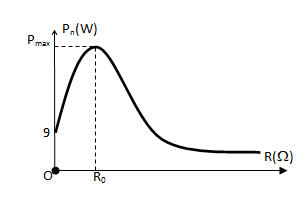 Pₙ(W)
Pₘₐₓ
9
R(Ω)
O
R₀